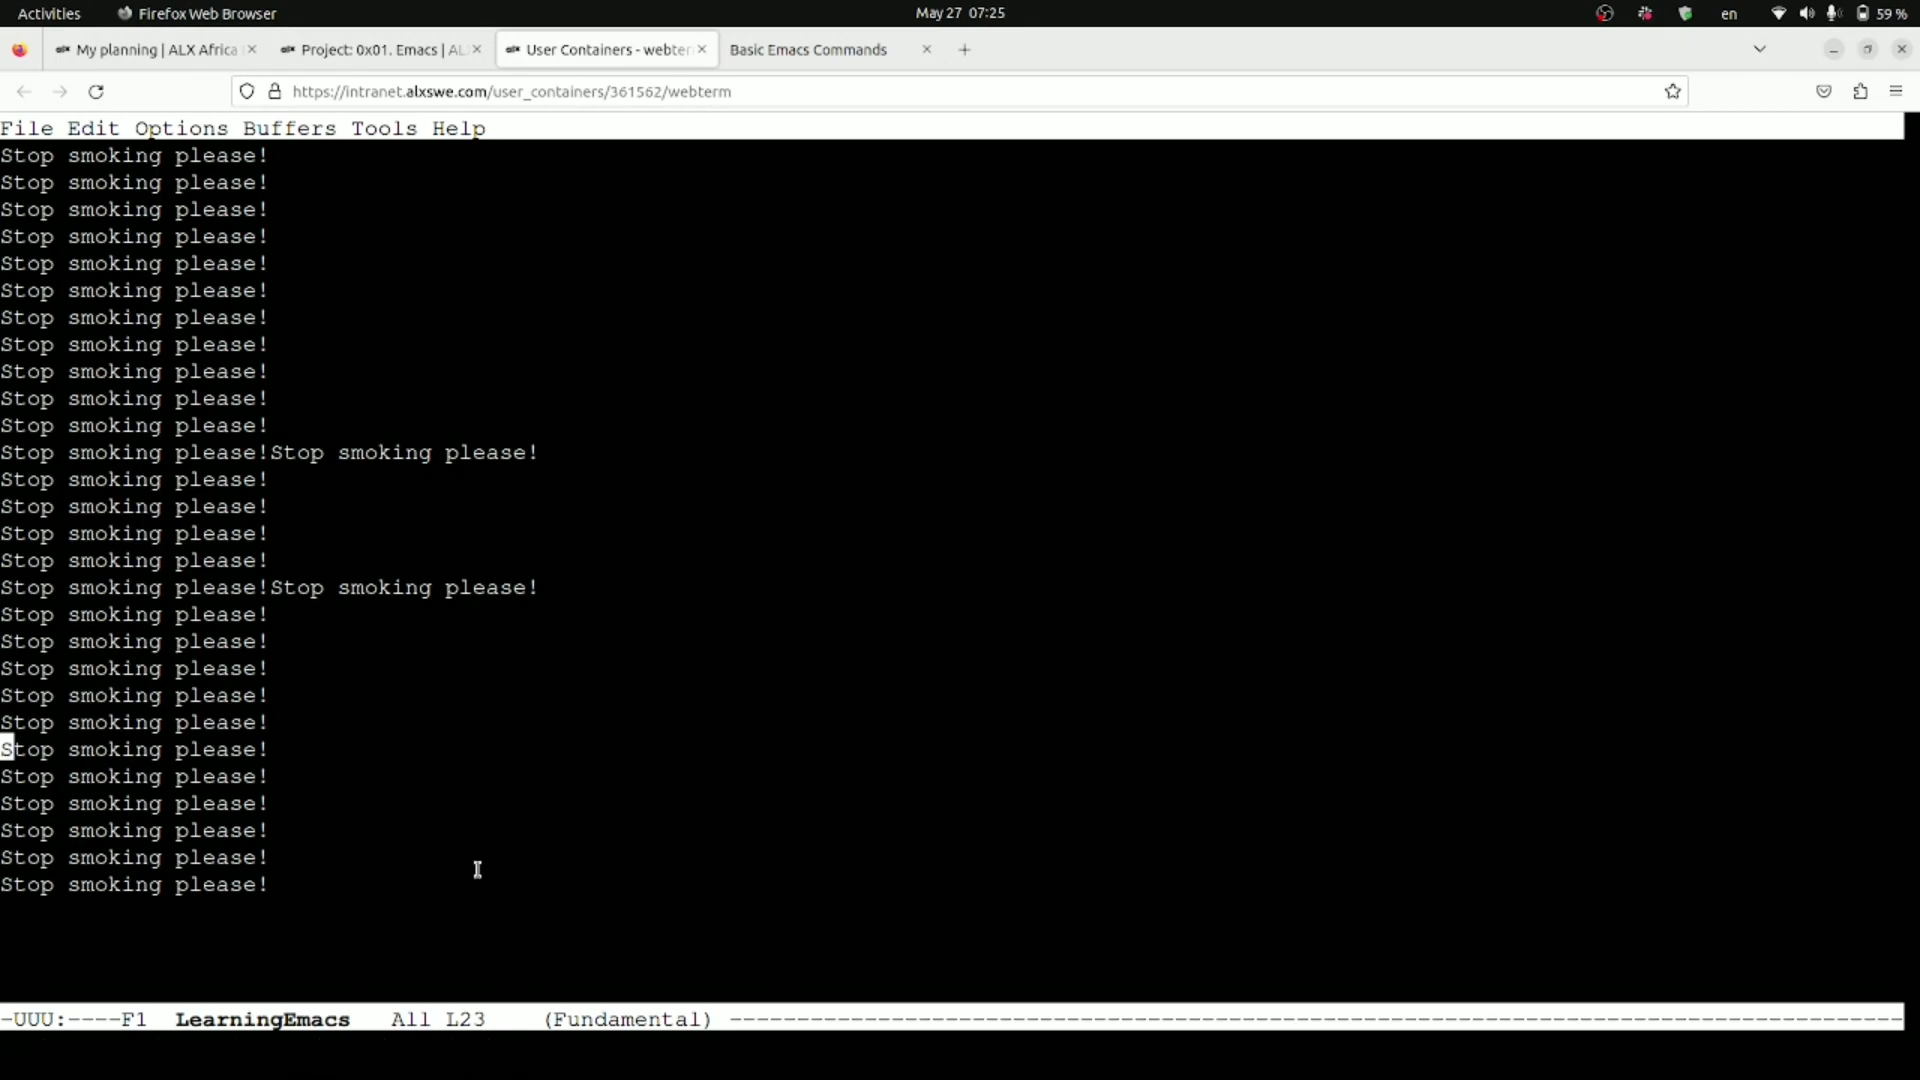 Activities Firefox Web Browser May 27 07:25 en 59 %
My planning | ALX Africa Project: 0x01. Emacs | AL User Containers - webter Basic Emacs Commands
https://intranet.alxswe.com/user_containers/361562/webterm
File Edit Options Buffers Tools Help
Stop smoking please!
Stop smoking please!
Stop smoking please!
Stop smoking please!
Stop smoking please!
Stop smoking please!
Stop smoking please!
Stop smoking please!
Stop smoking please!
Stop smoking please!
Stop smoking please!
Stop smoking please!Stop smoking please!
Stop smoking please!
Stop smoking please!
Stop smoking please!
Stop smoking please!
Stop smoking please!Stop smoking please!
Stop smoking please!
Stop smoking please!
Stop smoking please!
Stop smoking please!
Stop smoking please!
Stop smoking please!
Stop smoking please!
Stop smoking please!
Stop smoking please!
Stop smoking please!
Stop smoking please!
-UUU:----F1 LearningEmacs All L23 (Fundamental) ----------------------------------------------------------------------------------------